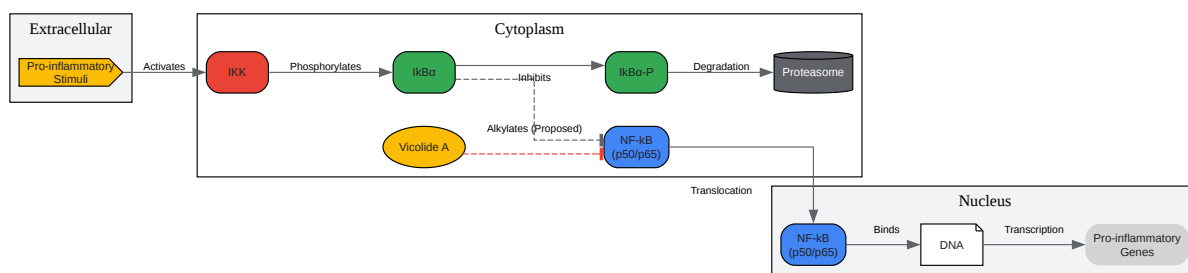 Extracellular
Pro-inflammatory
Stimuli
Activates
Cytoplasm
IKK
Phosphorylates
IkBα
Inhibits
IkBα-P
Degradation
Proteasome
Vicolide A
Alkylates (Proposed)
NF-kB
(p50/p65)
Translocation
Nucleus
NF-kB
(p50/p65)
Binds
DNA
Transcription
Pro-inflammatory
Genes